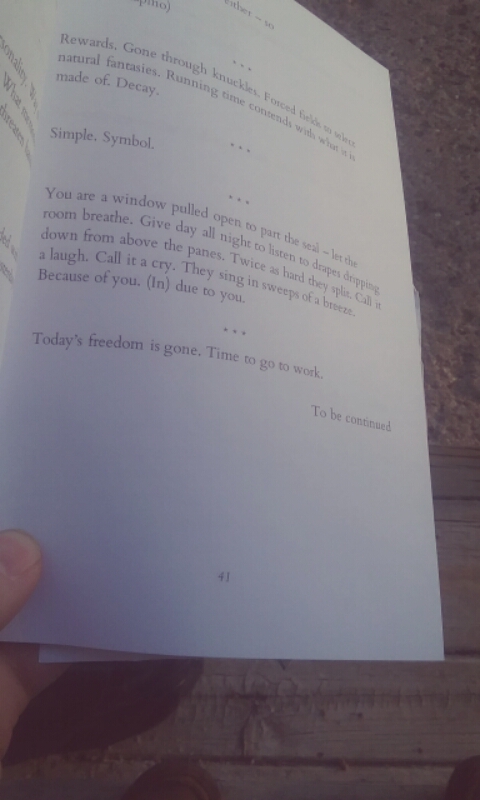 either – so
* * *
Rewards. Gone through knuckles. Forced fields to select
natural fantasies. Running time contends with what it is
made of. Decay.
* * *
Simple. Symbol.
* * *
You are a window pulled open to part the seal – let the
room breathe. Give day all night to listen to drapes dripping
down from above the panes. Twice as hard they split. Call it
a laugh. Call it a cry. They sing in sweeps of a breeze.
Because of you. (In) due to you.
* * *
Today's freedom is gone. Time to go to work.
To be continued
41